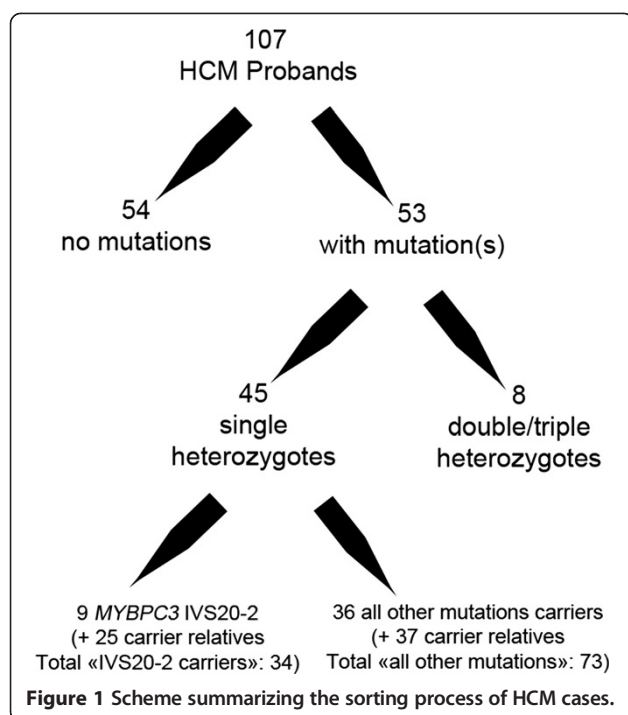 107
HCM Probands
54
no mutations
53
with mutation(s)
45
single
heterozygotes
8
double/triple
heterozygotes
9 MYBPC3 IVS20-2
(+ 25 carrier relatives
Total «IVS20-2 carriers»: 34)
36 all other mutations carriers
(+ 37 carrier relatives
Total «all other mutations»: 73)
Figure 1 Scheme summarizing the sorting process of HCM cases.